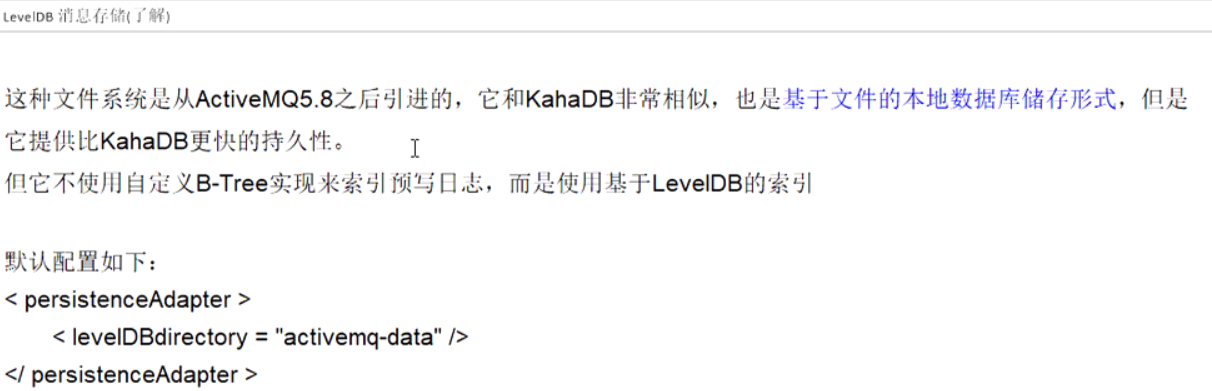 LevelDB 消息存储(了解)
这种文件系统是从ActiveMQ5.8之后引进的，它和KahaDB非常相似，也是基于文件的本地数据库储存形式，但是
它提供比KahaDB更快的持久性。
但它不使用自定义B-Tree实现来索引预写日志，而是使用基于LevelDB的索引
默认配置如下：
< persistenceAdapter >
< levelDBdirectory = "activemq-data" />
</ persistenceAdapter >